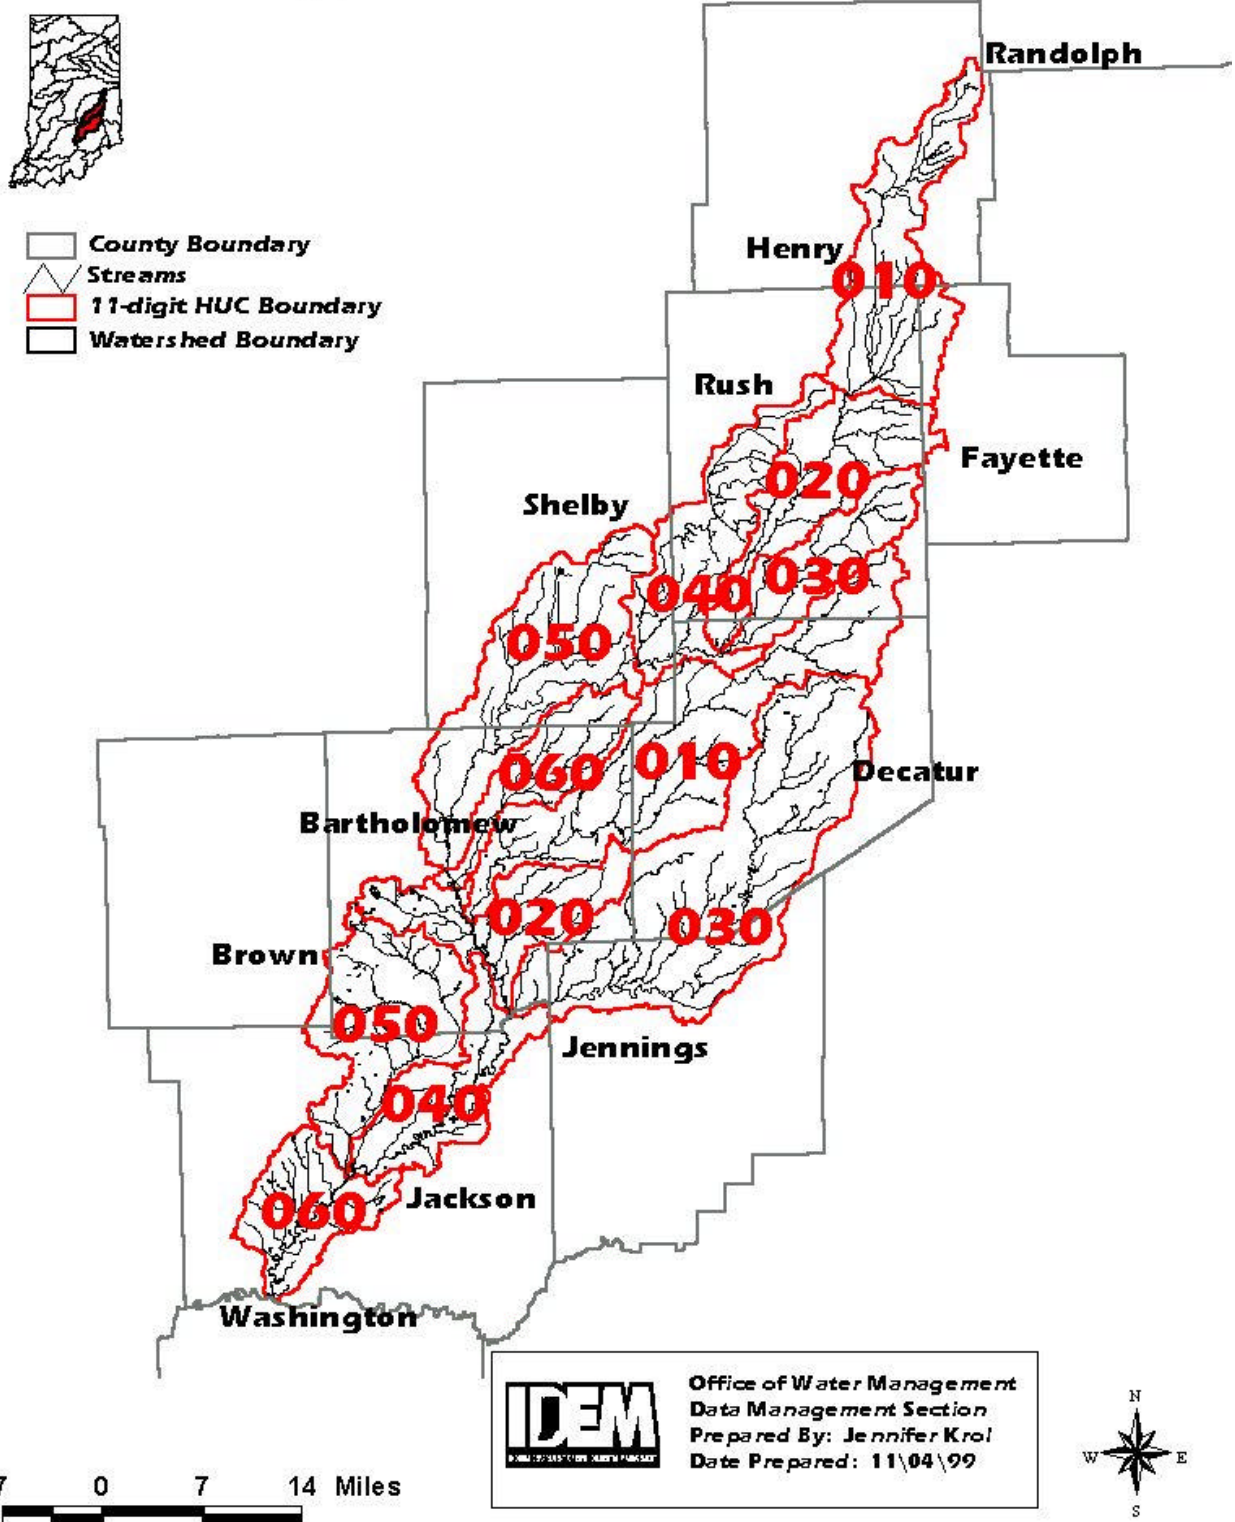 Randolph
County Boundary
Streams
11-digit HUC Boundary
Watershed Boundary
Henry
010
Rush
Fayette
020
Shelby
030
040
050
010
060
Decatur
Bartholomew
020
030
Brown
050
Jennings
040
Jackson
060
Washington
IDEM
Office of Water Management
Data Management Section
Prepared By: Jennifer Krol
Date Prepared: 11\04\99
N
W E
S
7 0 7 14 Miles